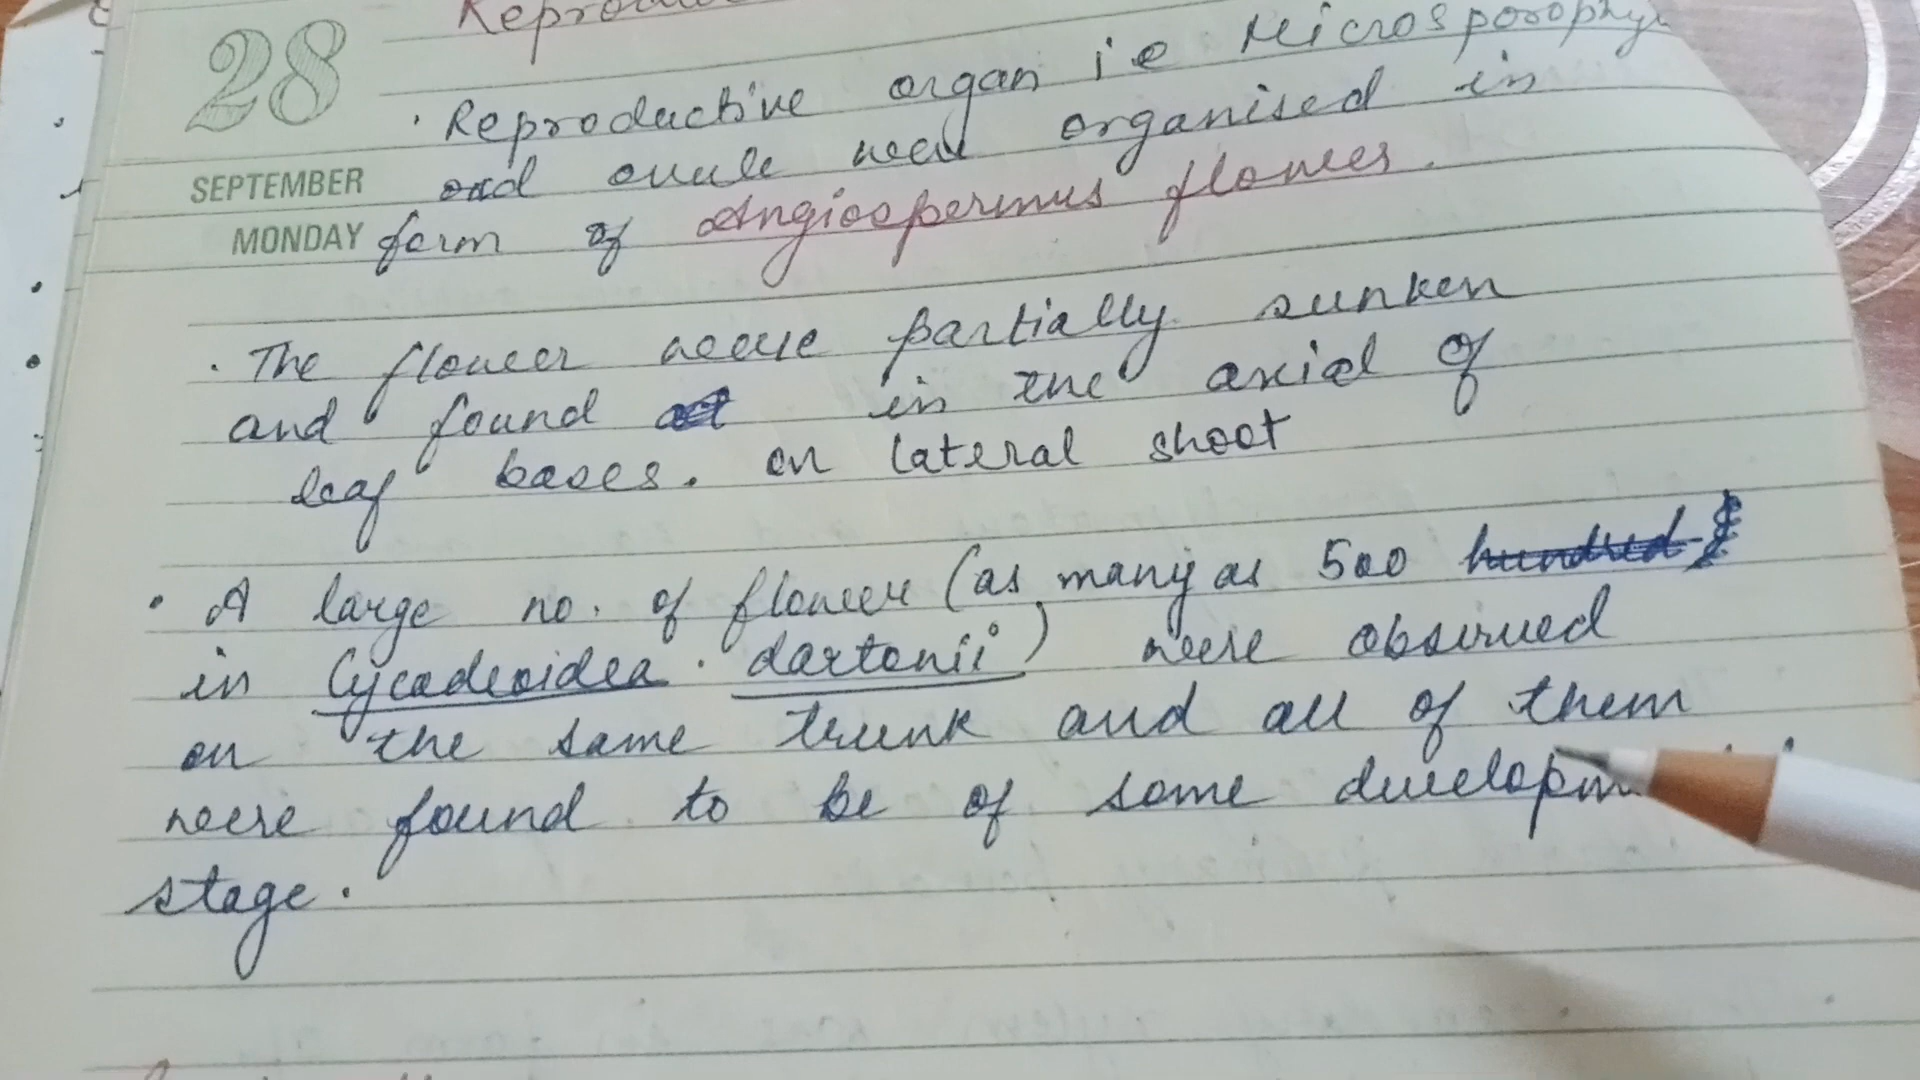 28
· Reproductive organ i e Microsporophy
SEPTEMBER and ovule were organised in
MONDAY form of Angiospermus flower.
· The flower were partially sunken
and found in the axial of
leaf bases. on lateral shoot
· A large no. of flower (as many as 500 hundred
in Cycadeoidea dartonii) were observed
on the same trunk and all of them
were found to be of same developm
stage.